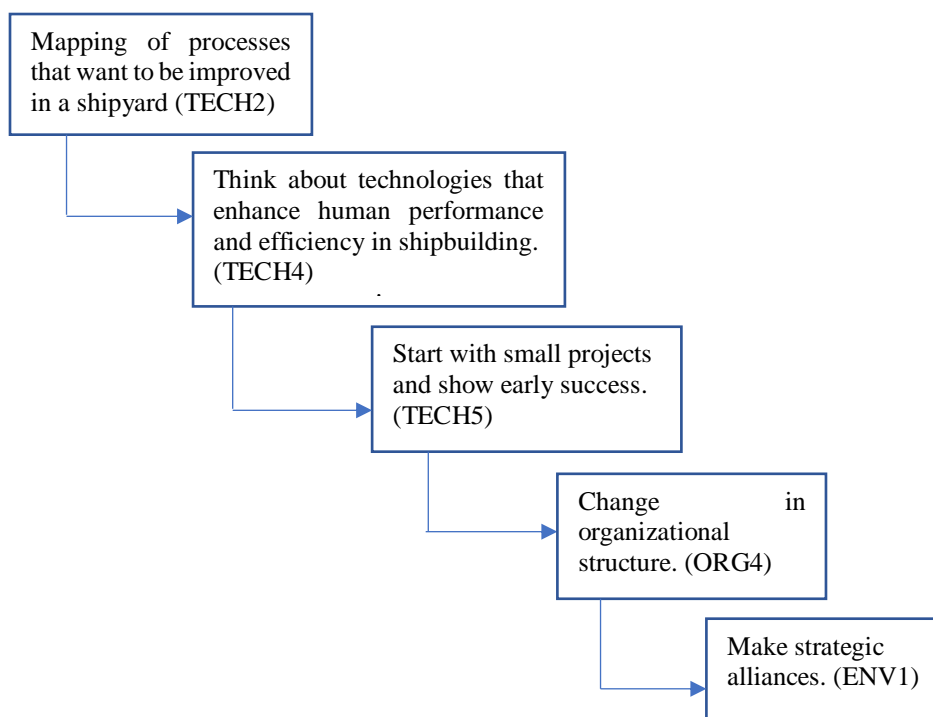 Mapping of processes
that want to be improved
in a shipyard (TECH2)
Think about technologies that
enhance human performance
and efficiency in shipbuilding.
(TECH4)
.
Start with small projects
and show early success.
(TECH5)
Change in
organizational
structure. (ORG4)
Make strategic
alliances. (ENV1)